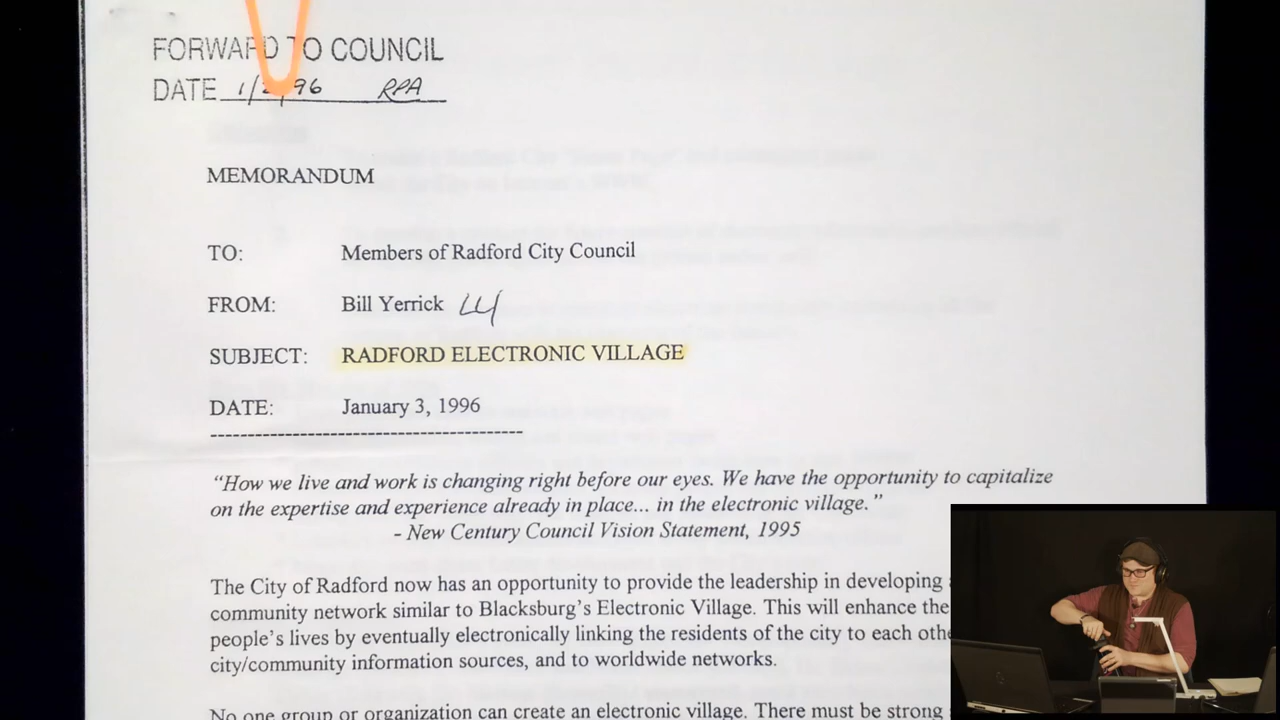 FORWARD TO COUNCIL
DATE 1/ /96 RPA
MEMORANDUM
TO: Members of Radford City Council
FROM: Bill Yerrick
SUBJECT: RADFORD ELECTRONIC VILLAGE
DATE: January 3, 1996
-----------------------------------------
“How we live and work is changing right before our eyes. We have the opportunity to capitalize
on the expertise and experience already in place... in the electronic village.”
- New Century Council Vision Statement, 1995
The City of Radford now has an opportunity to provide the leadership in developing
community network similar to Blacksburg's Electronic Village. This will enhance the
people's lives by eventually electronically linking the residents of the city to each othe
city/community information sources, and to worldwide networks.
No one group or organization can create an electronic village. There must be strong